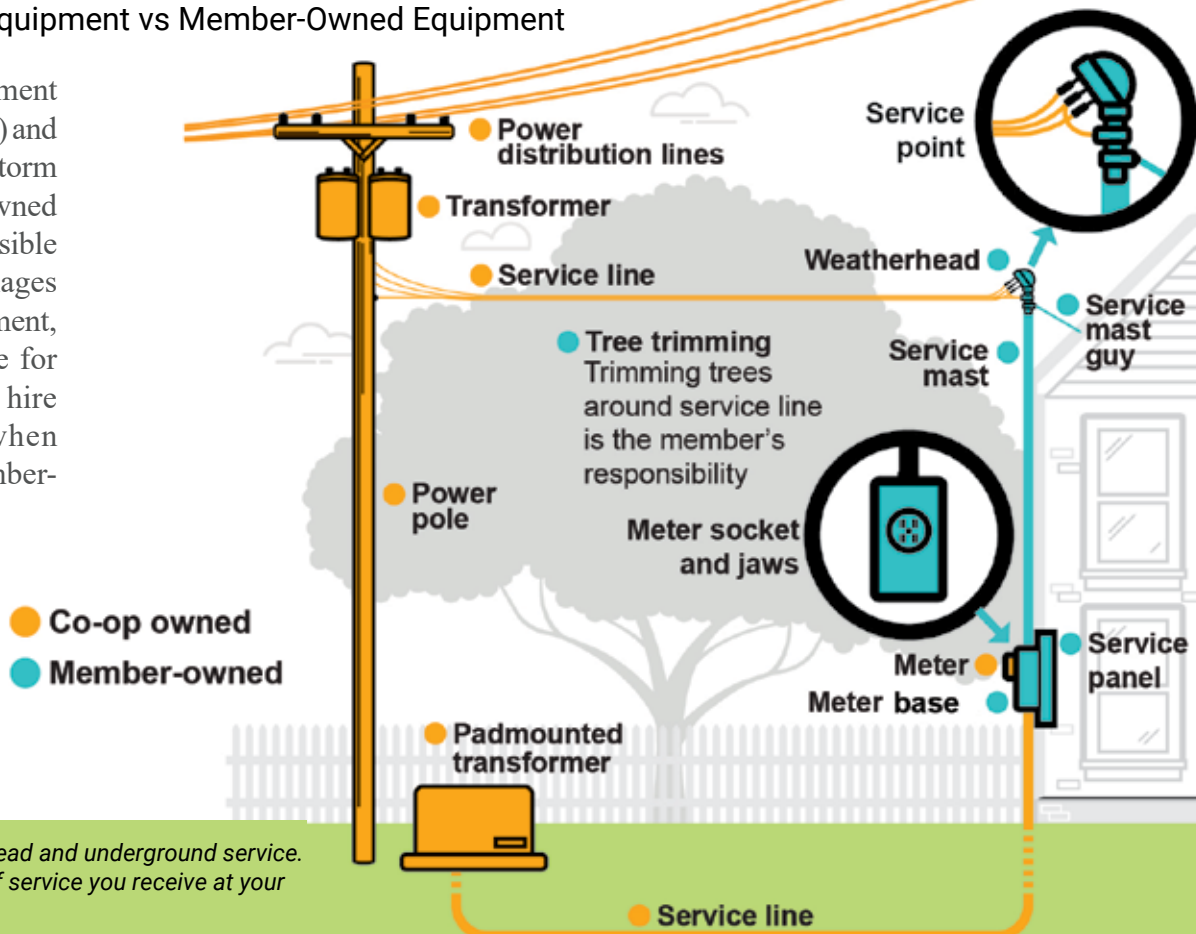 quipment vs Member-Owned Equipment
ment
) and
torm
wned
sible
ages
ment,
e for
hire
when
mber-
Power
distribution lines
Transformer
Service line
Tree trimming
Trimming trees
around service line
is the member's
responsibility
Service
point
Weatherhead
Service
mast
guy
Service
mast
Power
pole
Meter socket
and jaws
Co-op owned
Member-owned
Meter
Meter base
Service
panel
Padmounted
transformer
ead and underground service.
f service you receive at your
Service line